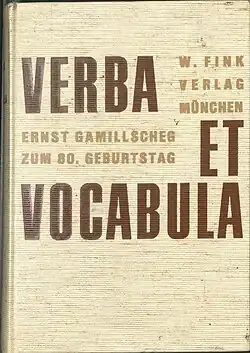 VERBA
W. FINK
VERLAG
MÜNCHEN
ERNST GAMILLSCHEG
ZUM 80. GEBURTSTAG
ET
VOCABULA